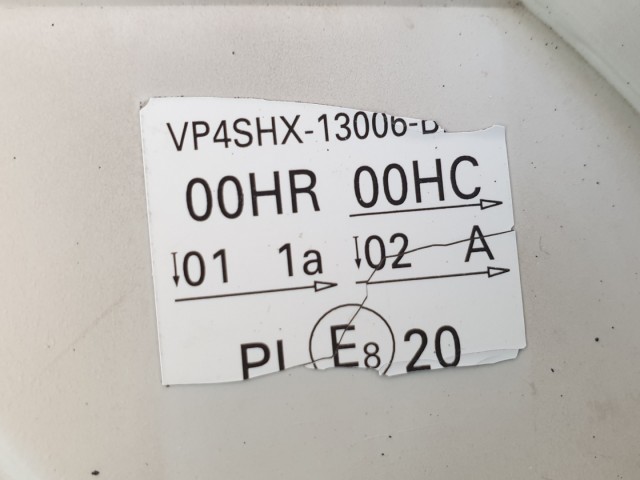 VP4SHX-13006-B
00HR 00HC
↓01 1a ↓02 A
PL E8 20